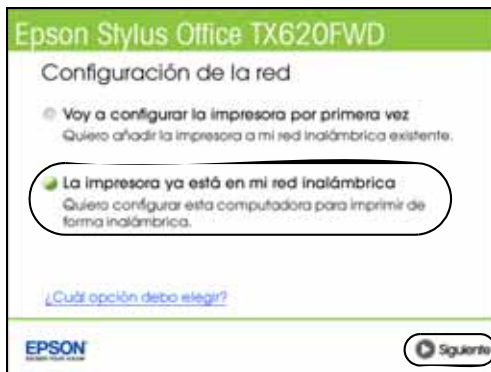 Epson Stylus Office TX620FWD
Configuración de la red
Voy a configurar la impresora por primera vez
Quiero añadir la impresora a mi red inalámbrica existente.
La impresora ya está en mi red inalámbrica
Quiero configurar esta computadora para imprimir de
forma inalámbrica.
¿Cuál opción debo elegir?
EPSON
Siguiente